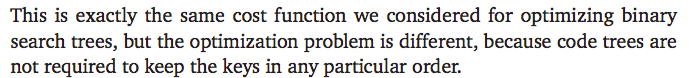 This is exactly the same cost function we considered for optimizing binary
search trees, but the optimization problem is different, because code trees are
not required to keep the keys in any particular order.